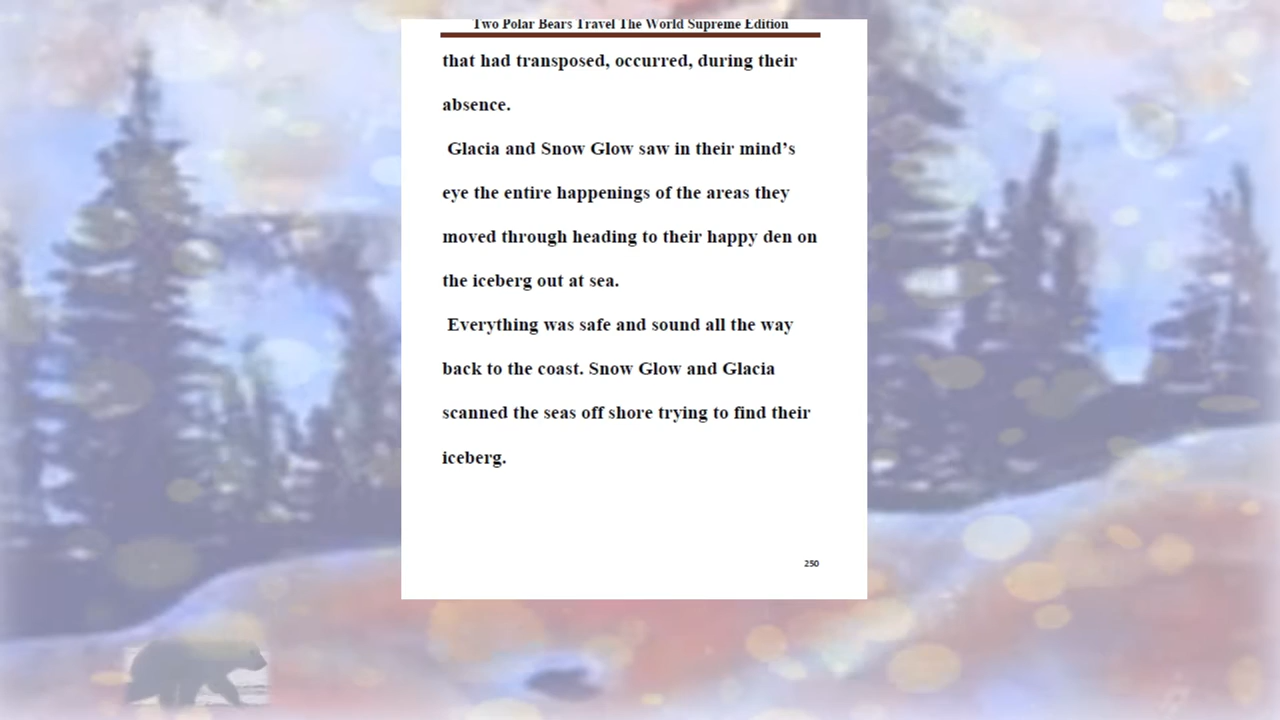 Two Polar Bears Travel The World Supreme Edition
that had transposed, occurred, during their
absence.
Glacia and Snow Glow saw in their mind’s
eye the entire happenings of the areas they
moved through heading to their happy den on
the iceberg out at sea.
Everything was safe and sound all the way
back to the coast. Snow Glow and Glacia
scanned the seas off shore trying to find their
iceberg.
250